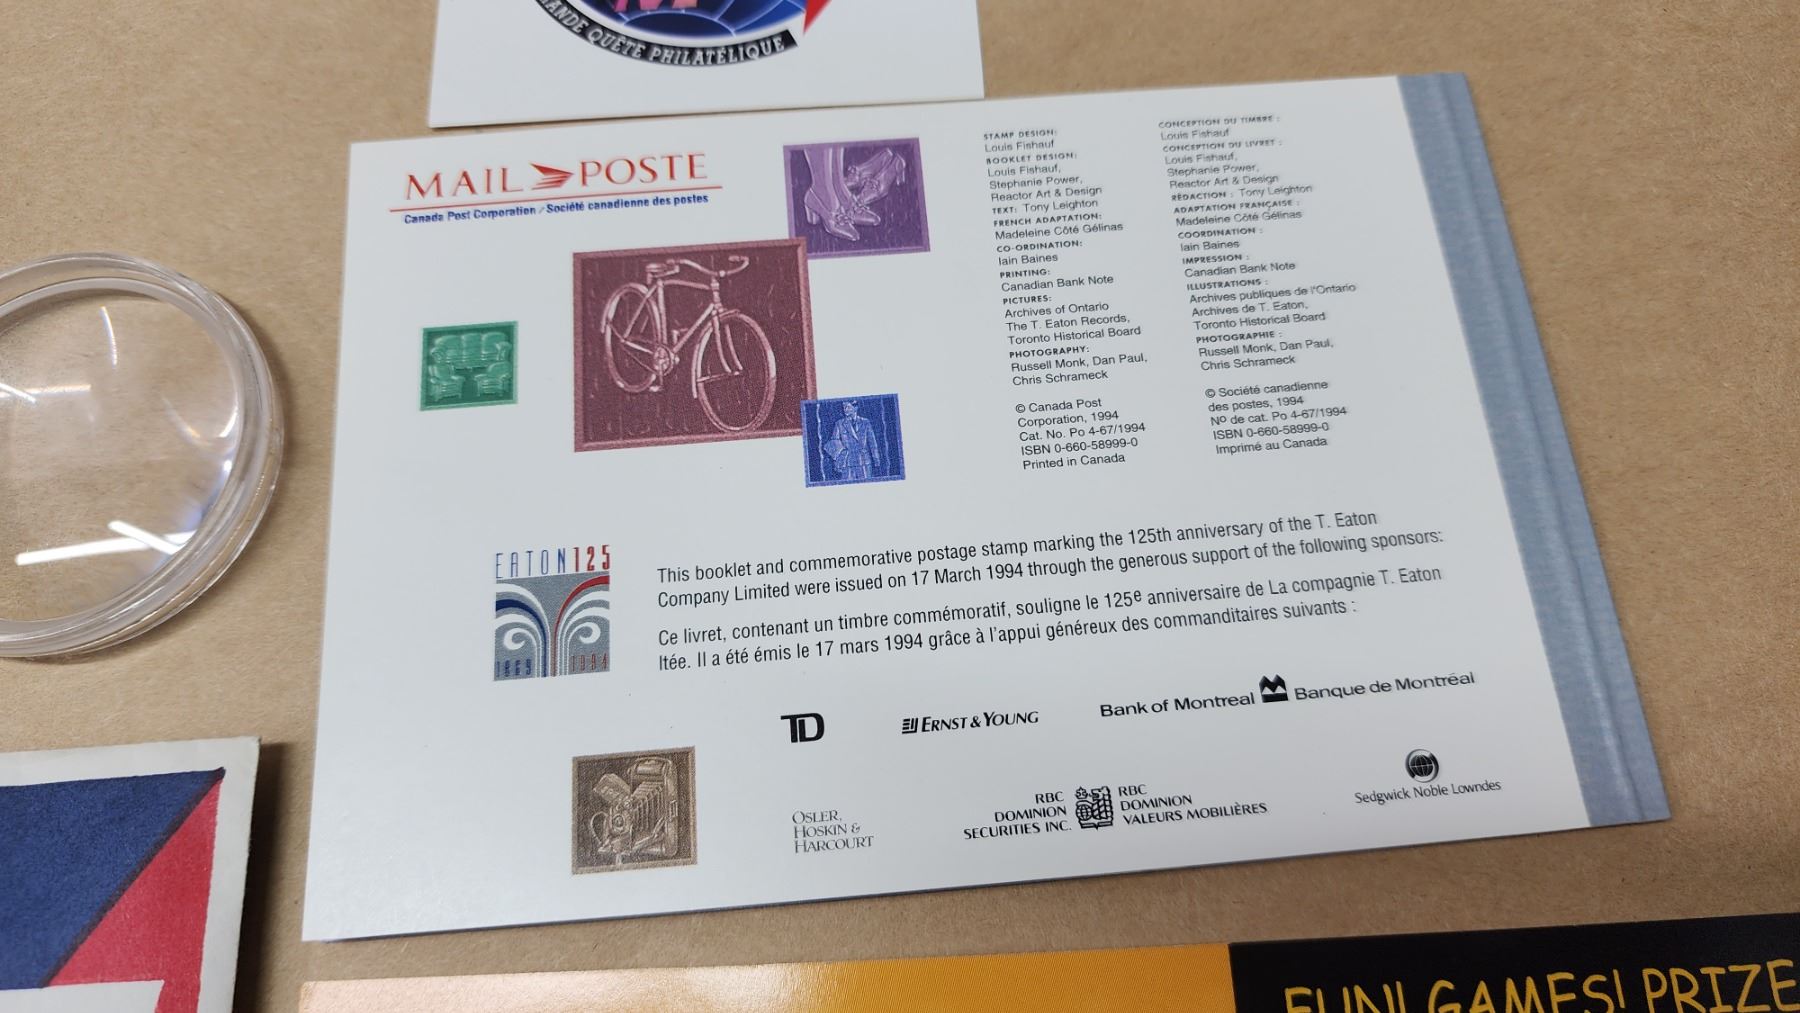 ANDE QUÊTE PHILATÉLIQUE
MAIL POSTE
Canada Post Corporation / Société canadienne des postes
STAMP DESIGN:
Louis Fishauf
BOOKLET DESIGN:
Louis Fishauf,
Stephanie Power,
Reactor Art & Design
TEXT: Tony Leighton
FRENCH ADAPTATION:
Madeleine Côté Gélinas
CO-ORDINATION:
Iain Baines
PRINTING:
Canadian Bank Note
PICTURES:
Archives of Ontario
The T. Eaton Records,
Toronto Historical Board
PHOTOGRAPHY:
Russell Monk, Dan Paul,
Chris Schrameck
© Canada Post
Corporation, 1994
Cat. No. Po 4-67/1994
ISBN 0-660-58999-0
Printed in Canada
CONCEPTION DU TIMBRE :
Louis Fishauf
CONCEPTION DU LIVRET :
Louis Fishauf,
Stephanie Power,
Reactor Art & Design
RÉDACTION : Tony Leighton
ADAPTATION FRANÇAISE :
Madeleine Côté Gélinas
COORDINATION :
Iain Baines
IMPRESSION :
Canadian Bank Note
ILLUSTRATIONS :
Archives publiques de l'Ontario
Archives de T. Eaton,
Toronto Historical Board
PHOTOGRAPHIE :
Russell Monk, Dan Paul,
Chris Schrameck
© Société canadienne
des postes, 1994
Nº de cat. Po 4-67/1994
ISBN 0-660-58999-0
Imprimé au Canada
EATON 125
1869 1994
This booklet and commemorative postage stamp marking the 125th anniversary of the T. Eaton
Company Limited were issued on 17 March 1994 through the generous support of the following sponsors:
Ce livret, contenant un timbre commémoratif, souligne le 125e anniversaire de La compagnie T. Eaton
ltée. Il a été émis le 17 mars 1994 grâce à l'appui généreux des commanditaires suivants :
TD
EY ERNST & YOUNG
Bank of Montreal Banque de Montréal
OSLER,
HOSKIN &
HARCOURT
RBC
DOMINION
SECURITIES INC.
RBC
DOMINION
VALEURS MOBILIÈRES
Sedgwick Noble Lowndes
FUN! GAMES! PRIZE